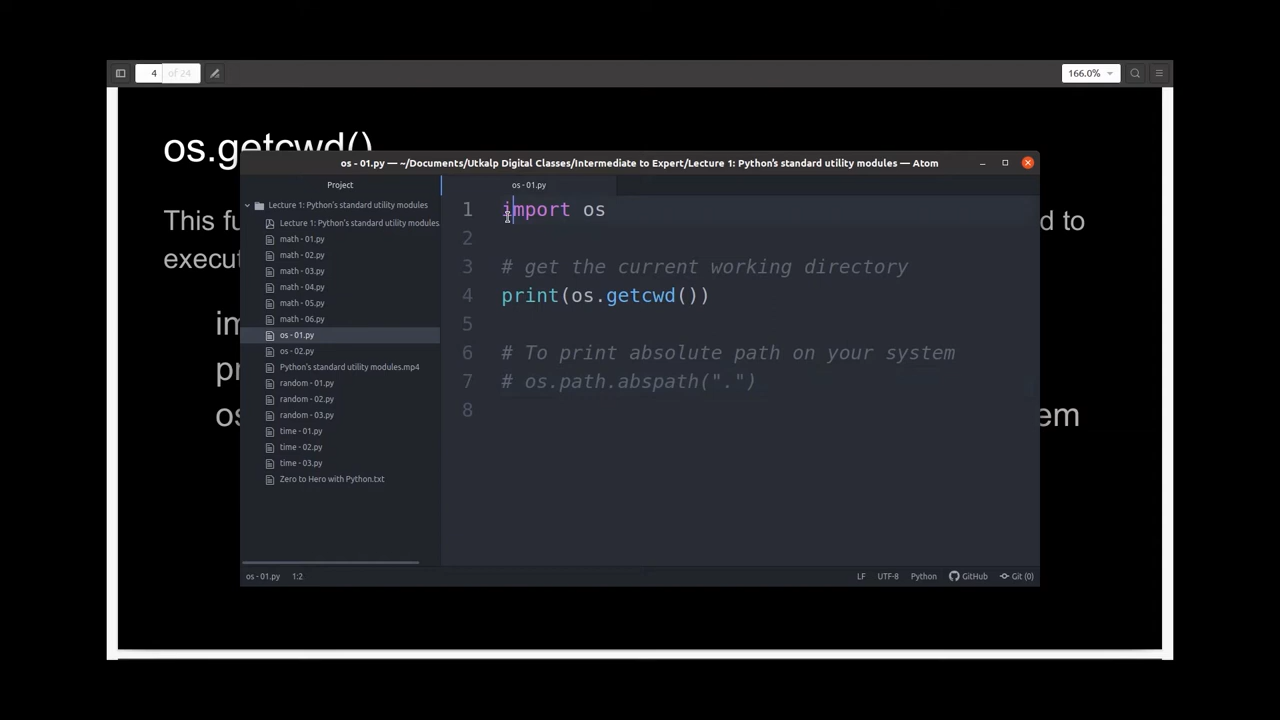 4 of 24
166.0%
os.getcwd()
This fu
d to
execut
im
pr
os
em
os - 01.py — ~/Documents/Utkalp Digital Classes/Intermediate to Expert/Lecture 1: Python's standard utility modules — Atom
Project
Lecture 1: Python's standard utility modules
Lecture 1: Python's standard utility modules.
math - 01.py
math - 02.py
math - 03.py
math - 04.py
math - 05.py
math - 06.py
os - 01.py
os - 02.py
Python's standard utility modules.mp4
random - 01.py
random - 02.py
random - 03.py
time - 01.py
time - 02.py
time - 03.py
Zero to Hero with Python.txt
os - 01.py
1 import os
2
3 # get the current working directory
4 print(os.getcwd())
5
6 # To print absolute path on your system
7 # os.path.abspath(".")
8
os - 01.py 1:2
LF UTF-8 Python GitHub Git (0)